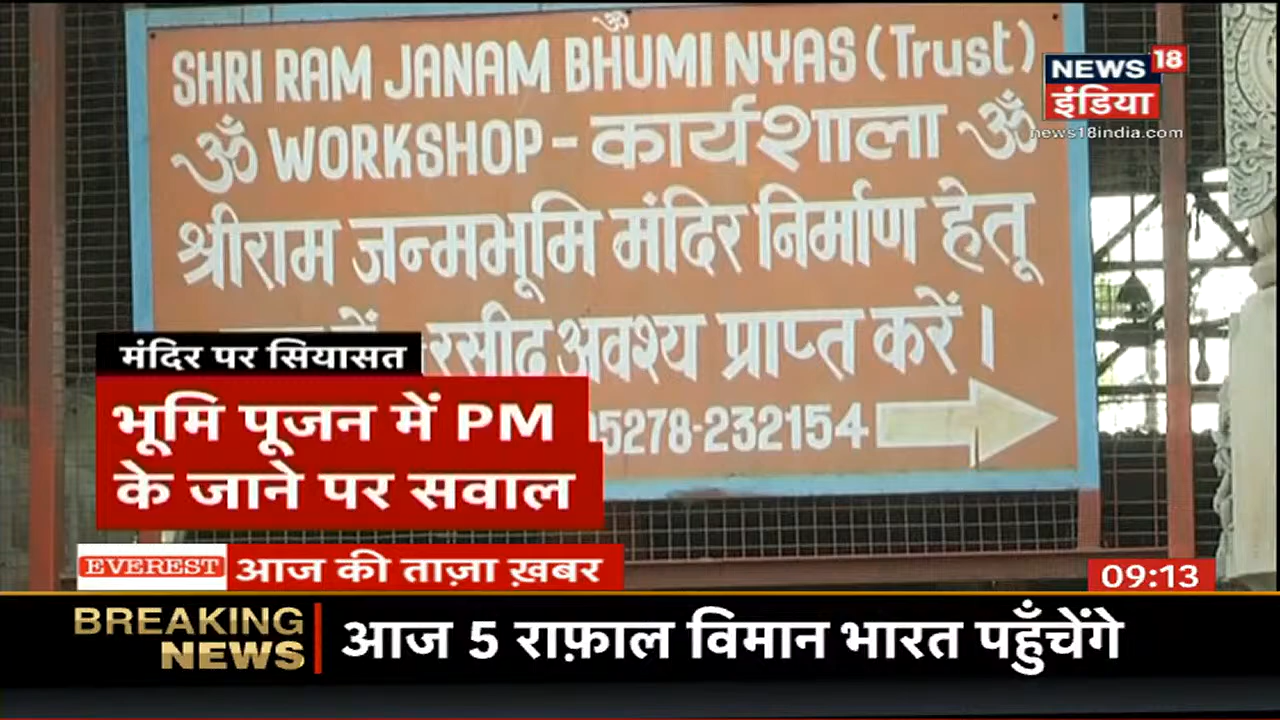 SHRI RAM JANAM BHUMI NYAS (Trust)
ॐ WORKSHOP - कार्यशाला ॐ
श्रीराम जन्मभूमि मंदिर निर्माण हेतू
रसीद अवश्य प्राप्त करें ।
05278-232154
NEWS 18
इंडिया
news18india.com
मंदिर पर सियासत
भूमि पूजन में PM
के जाने पर सवाल
EVEREST आज की ताज़ा ख़बर
09:13
BREAKING NEWS
आज 5 राफ़ाल विमान भारत पहुँचेंगे